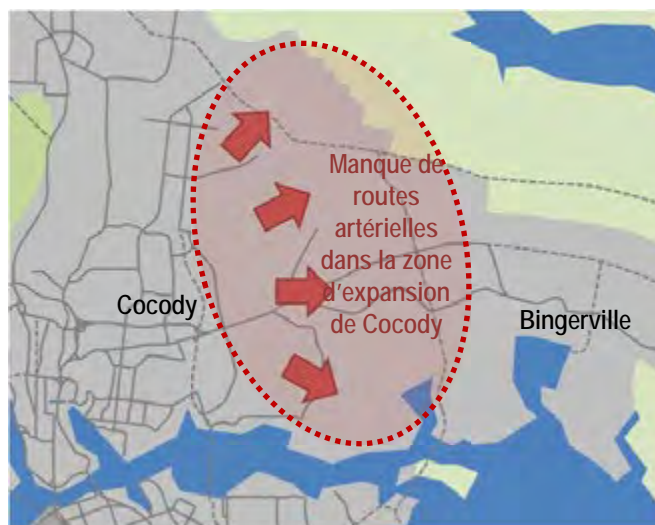 Manque de
routes
artérielles
dans la zone
d'expansion
de Cocody
Cocody
Bingerville